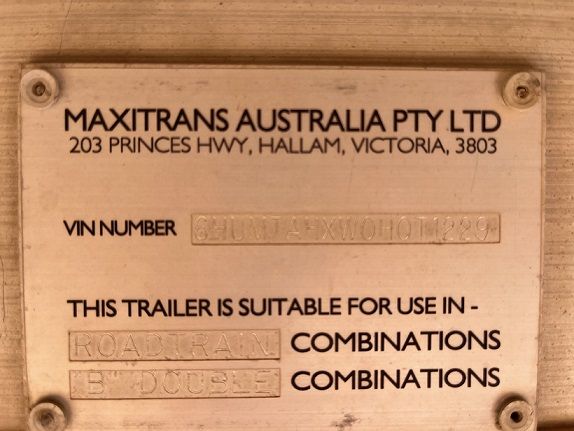 MAXITRANS AUSTRALIA PTY LTD
203 PRINCES HWY, HALLAM, VICTORIA, 3803
VIN NUMBER
THIS TRAILER IS SUITABLE FOR USE IN -
ROADTRAIN COMBINATIONS
"B" DOUBLE COMBINATIONS